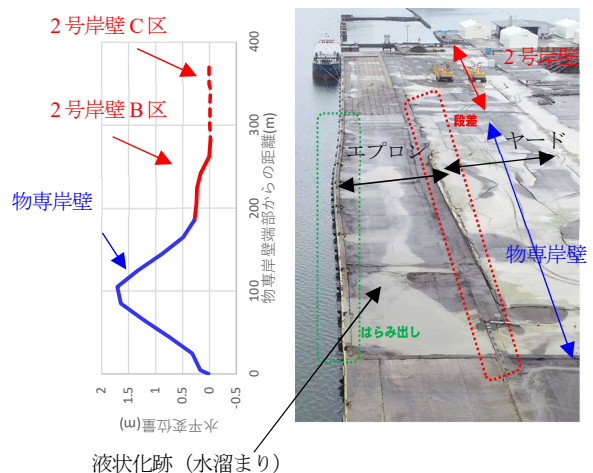 2号岸壁C区
2号岸壁B区
物専岸壁
400
300
200
100
0
物専岸壁端部からの距離(m)
2
1.5
1
0.5
0
-0.5
水平変位量(m)
2号岸壁
段差
エプロン
ヤード
物専岸壁
はらみ出し
液状化跡（水溜まり）